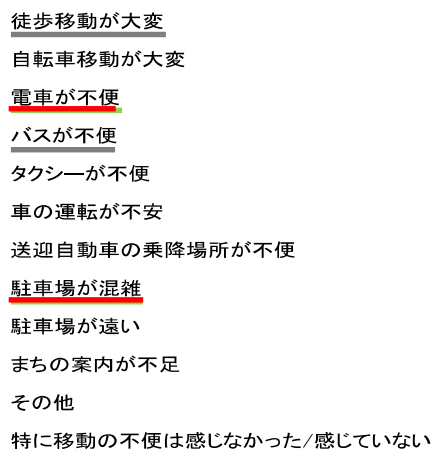 徒歩移動が大変
自転車移動が大変
電車が不便
バスが不便
タクシーが不便
車の運転が不安
送迎自動車の乗降場所が不便
駐車場が混雑
駐車場が遠い
まちの案内が不足
その他
特に移動の不便は感じなかった/感じていない